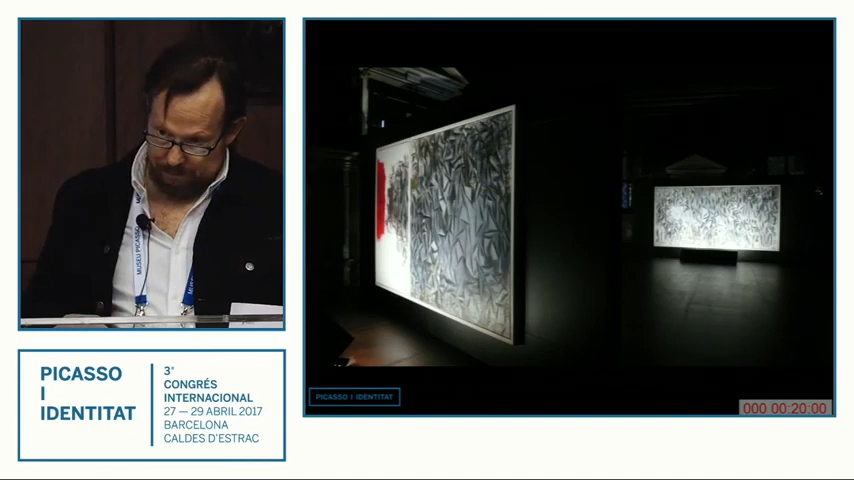 MUSEU PICASSO
PICASSO
I
IDENTITAT
3°
CONGRÉS
INTERNACIONAL
27 — 29 ABRIL 2017
BARCELONA
CALDES D'ESTRAC
PICASSO I IDENTITAT
000 00:20:00